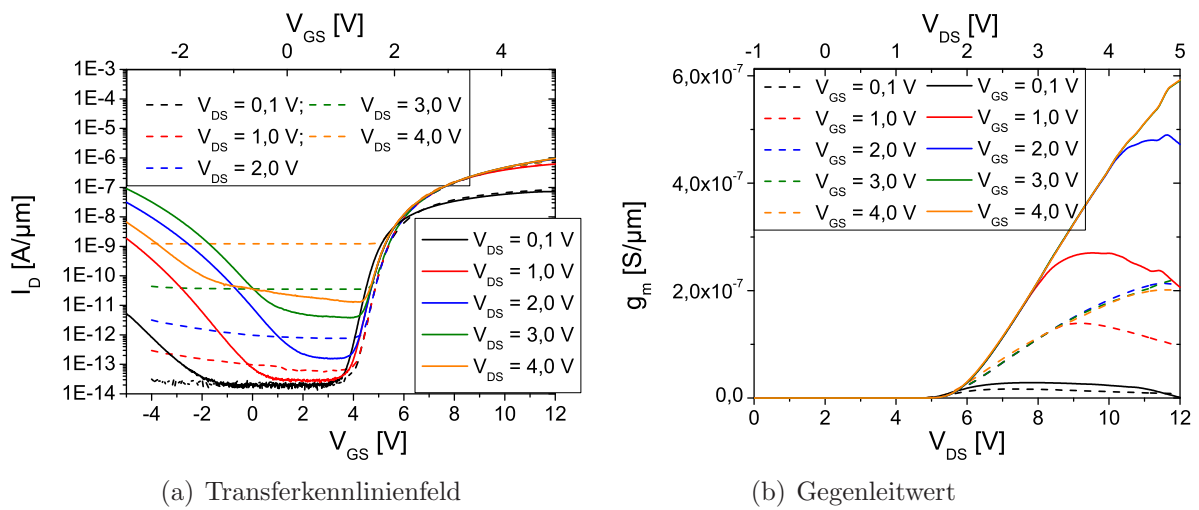 V_GS [V]
-2 0 2 4
1E-3
1E-4
1E-5
1E-6
1E-7
1E-8
1E-9
1E-10
1E-11
1E-12
1E-13
1E-14
I_D [A/µm]
V_DS = 0,1 V; V_DS = 3,0 V
V_DS = 1,0 V; V_DS = 4,0 V
V_DS = 2,0 V
V_DS = 0,1 V
V_DS = 1,0 V
V_DS = 2,0 V
V_DS = 3,0 V
V_DS = 4,0 V
-4 -2 0 2 4 6 8 10 12
V_GS [V]
(a) Transferkennlinienfeld
V_DS [V]
-1 0 1 2 3 4 5
6,0x10^-7
4,0x10^-7
2,0x10^-7
0,0
g_m [S/µm]
V_GS = 0,1 V V_GS = 0,1 V
V_GS = 1,0 V V_GS = 1,0 V
V_GS = 2,0 V V_GS = 2,0 V
V_GS = 3,0 V V_GS = 3,0 V
V_GS = 4,0 V V_GS = 4,0 V
0 2 4 6 8 10 12
V_DS [V]
(b) Gegenleitwert